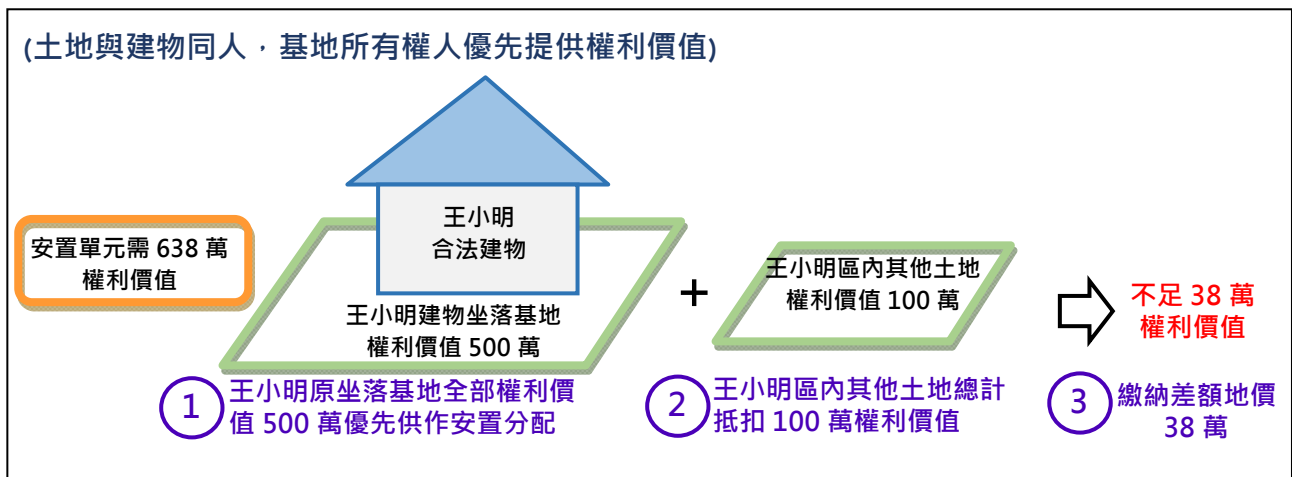 (土地與建物同人，基地所有權人優先提供權利價值)
安置單元需 638 萬
權利價值
王小明
合法建物
王小明建物坐落基地
權利價值 500 萬
+
王小明區內其他土地
權利價值 100 萬
不足 38 萬
權利價值
1
王小明原坐落基地全部權利價
值 500 萬優先供作安置分配
2
王小明區內其他土地總計
抵扣 100 萬權利價值
3
繳納差額地價
38 萬